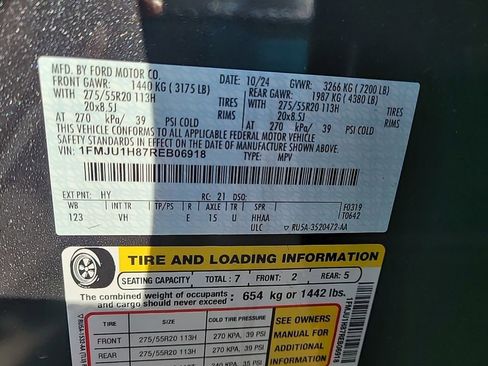 MFD. BY FORD MOTOR CO.
DATE: 10/24 GVWR: 3266 KG (7200 LB)
FRONT GAWR: 1440 KG (3175 LB) REAR GAWR: 1987 KG (4380 LB)
WITH 275/55R20 113H TIRES WITH 275/55R20 113H TIRES
20x8.5J RIMS 20x8.5J RIMS
AT 270 kPa/ 39 PSI COLD AT 270 kPa/ 39 PSI COLD
THIS VEHICLE CONFORMS TO ALL APPLICABLE FEDERAL MOTOR VEHICLE
SAFETY STANDARDS IN EFFECT ON THE DATE OF MANUFACTURE SHOWN ABOVE.
VIN: 1FMJU1H87REB06918 TYPE: MPV
EXT PNT: HY RC: 21 DSO: F0319
WB INT TR TP/PS R AXLE TR SPR T0642
123 VH E 15 U HHAA
ULC RU5A-3520472-AA
TIRE AND LOADING INFORMATION
SEATING CAPACITY TOTAL: 7 FRONT: 2 REAR: 5
The combined weight of occupants and cargo should never exceed: 654 kg or 1442 lbs.
TIRE SIZE COLD TIRE PRESSURE
FRONT 275/55R20 113H 270 KPA, 39 PSI
REAR 275/55R20 113H 270 KPA, 39 PSI
SEE OWNERS
MANUAL FOR
ADDITIONAL
INFORMATION
1FMJU1H87REB06918